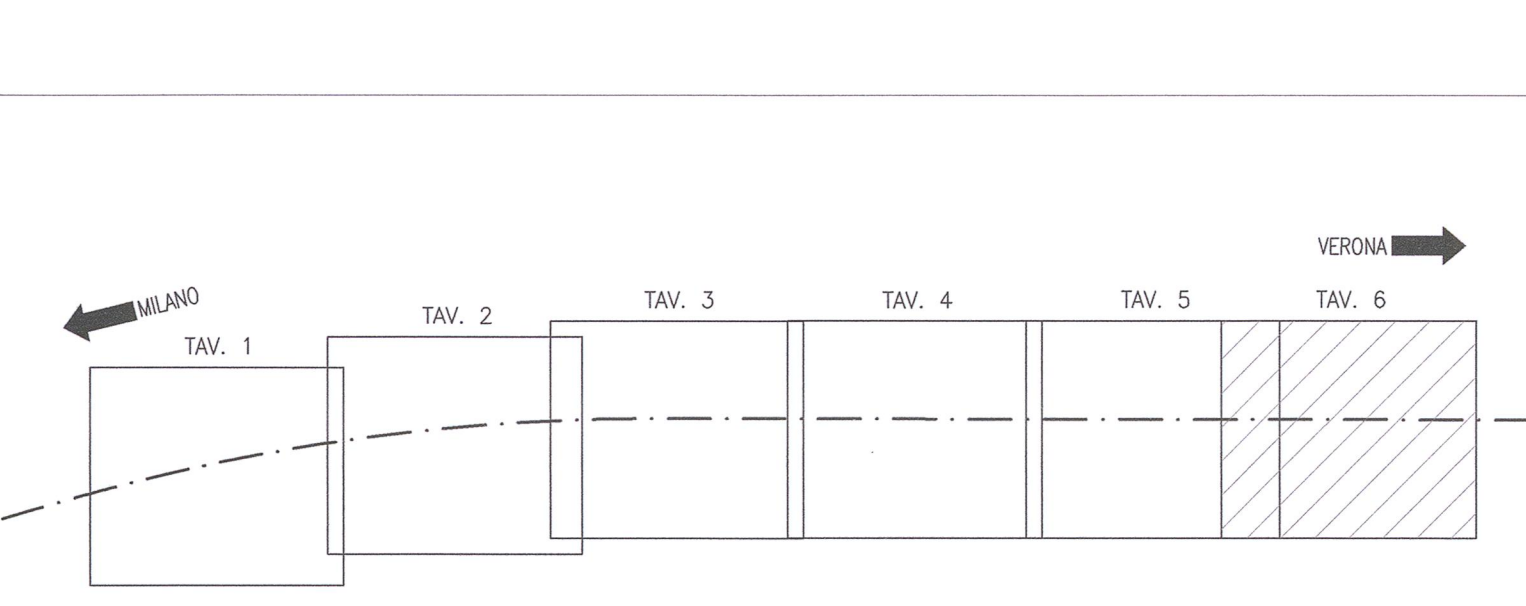 VERONA
MILANO
TAV. 1
TAV. 2
TAV. 3
TAV. 4
TAV. 5
TAV. 6